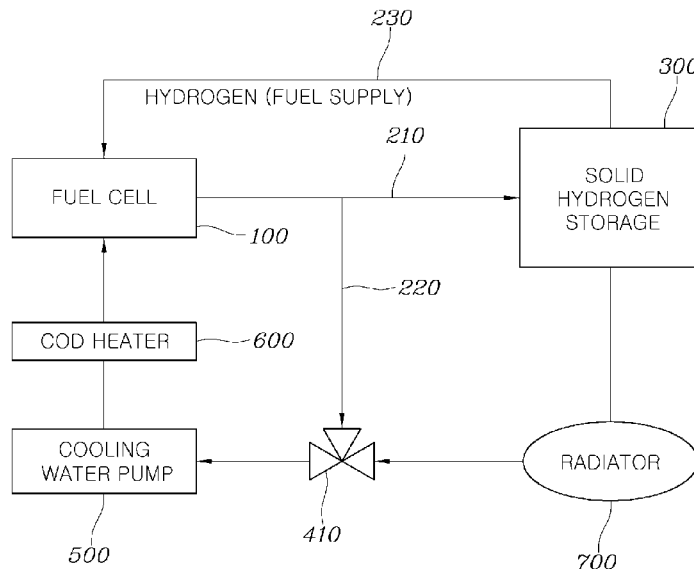 230
300
HYDROGEN (FUEL SUPPLY)
210
SOLID
HYDROGEN
STORAGE
FUEL CELL
100
220
COD HEATER
600
COOLING
WATER PUMP
RADIATOR
410
500
700